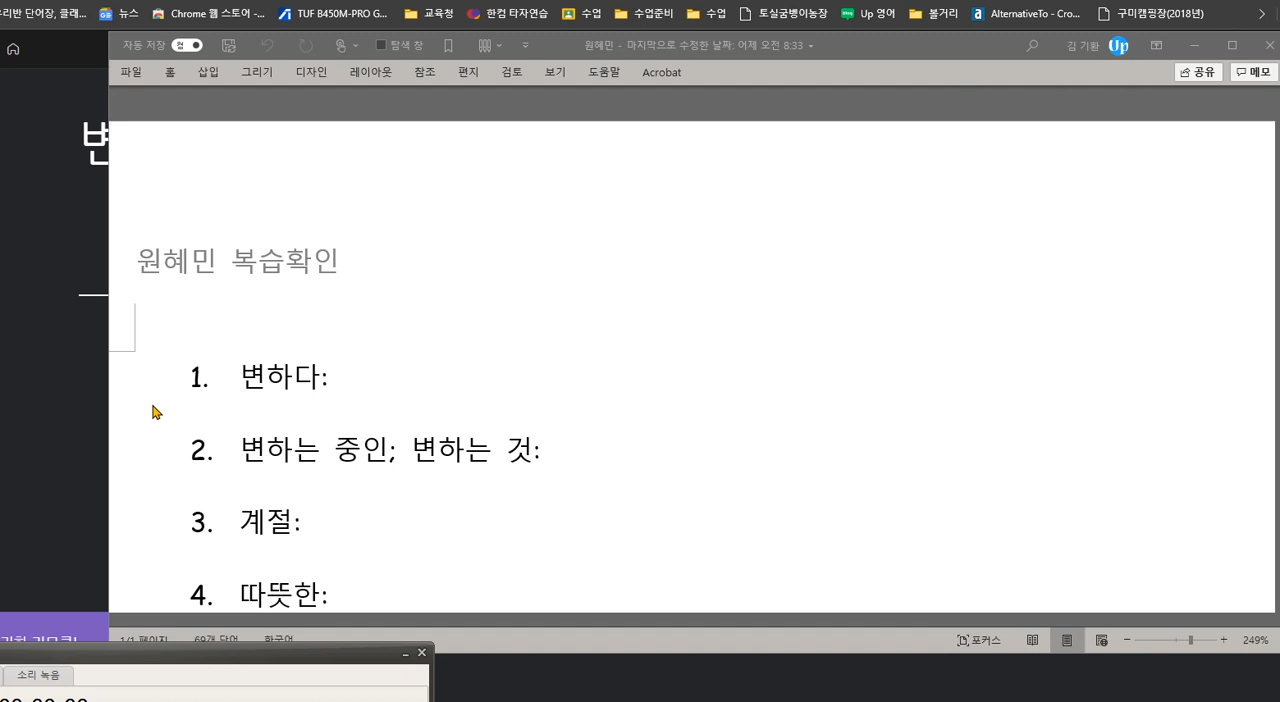 우리반 단어장, 클래... 뉴스 Chrome 웹 스토어 -... TUF B450M-PRO G... 교육청 한컴 타자연습 수업 수업준비 수접 토실굼벵이농장 Up 영어 볼거리 AlternativeTo - Cro... 구미캠핑장(2018년)
자동 저장 탐색 창 원혜민 - 마지막으로 수정한 날짜: 어제 오전 8:33 김 기환 Up
파일 홈 삽입 그리기 디자인 레이아웃 참조 편지 검토 보기 도움말 Acrobat 공유 메모
변
원혜민 복습확인
1. 변하다:
2. 변하는 중인; 변하는 것:
3. 계절:
4. 따뜻한:
1/1 페이지 69개 단어 한국어 포커스 249%
소리 녹음
00:00:00